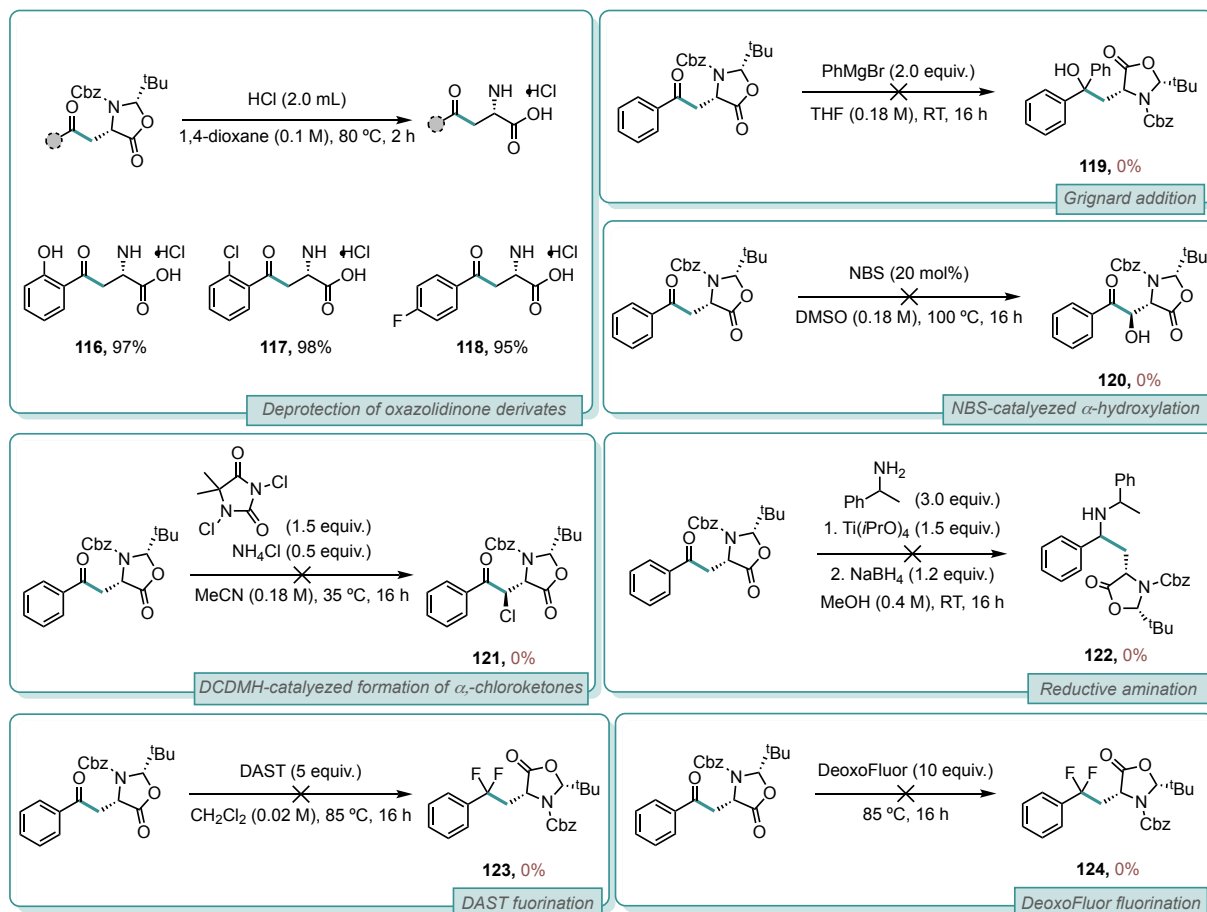 Cbz
tBu
O
N
O
O
HCl (2.0 mL)
1,4-dioxane (0.1 M), 80 ºC, 2 h
O
NH •HCl
OH
O
OH
O
NH •HCl
OH
O
116, 97%
Cl
O
NH •HCl
OH
O
117, 98%
O
NH •HCl
OH
O
F
118, 95%
Deprotection of oxazolidinone derivates
Cbz
tBu
O
N
O
O
PhMgBr (2.0 equiv.)
THF (0.18 M), RT, 16 h
HO
Ph
O
O
tBu
N
Cbz
119, 0%
Grignard addition
Cbz
tBu
O
N
O
O
NBS (20 mol%)
DMSO (0.18 M), 100 ºC, 16 h
Cbz
tBu
O
N
O
O
OH
120, 0%
NBS-catalyezed α-hydroxylation
Cbz
tBu
O
N
O
O
O
Cl
N
N
O
Cl
(1.5 equiv.)
NH4Cl (0.5 equiv.)
MeCN (0.18 M), 35 ºC, 16 h
Cbz
tBu
O
N
O
O
Cl
121, 0%
DCDMH-catalyezed formation of α,-chloroketones
Cbz
tBu
O
N
O
O
NH2
Ph
(3.0 equiv.)
1. Ti(iPrO)4 (1.5 equiv.)
2. NaBH4 (1.2 equiv.)
MeOH (0.4 M), RT, 16 h
Ph
HN
O
N
Cbz
O
tBu
122, 0%
Reductive amination
Cbz
tBu
O
N
O
O
DAST (5 equiv.)
CH2Cl2 (0.02 M), 85 ºC, 16 h
F
F
O
O
tBu
N
Cbz
123, 0%
DAST fuorination
Cbz
tBu
O
N
O
O
DeoxoFluor (10 equiv.)
85 ºC, 16 h
F
F
O
O
tBu
N
Cbz
124, 0%
DeoxoFluor fluorination